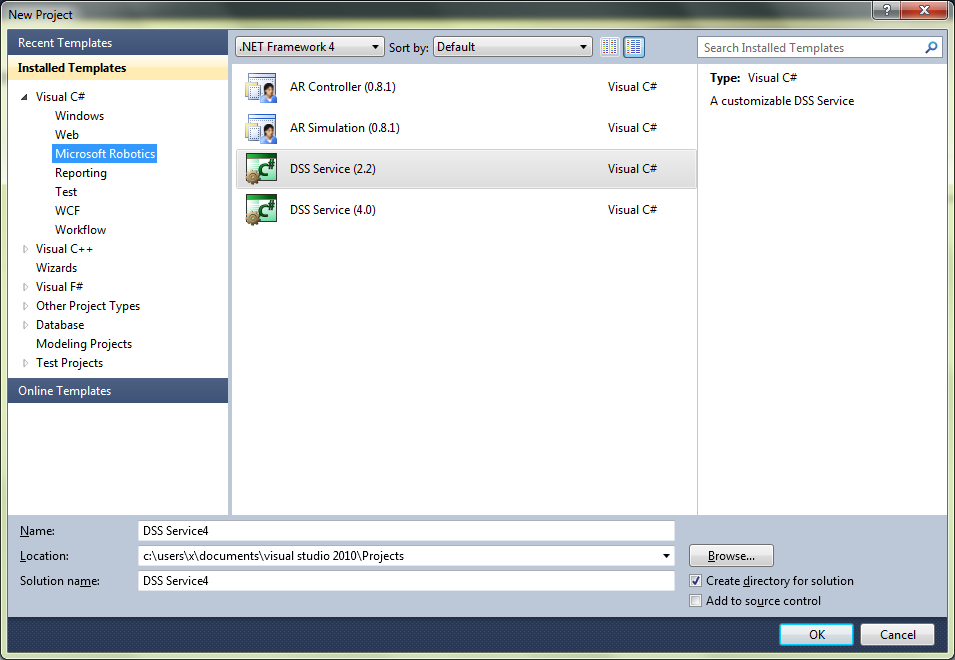 New Project
Recent Templates
Installed Templates
Visual C#
Windows
Web
Microsoft Robotics
Reporting
Test
WCF
Workflow
Visual C++
Wizards
Visual F#
Other Project Types
Database
Modeling Projects
Test Projects
Online Templates
.NET Framework 4 Sort by: Default
AR Controller (0.8.1) Visual C#
AR Simulation (0.8.1) Visual C#
DSS Service (2.2) Visual C#
DSS Service (4.0) Visual C#
Search Installed Templates
Type: Visual C#
A customizable DSS Service
Name: DSS Service4
Location: c:\users\x\documents\visual studio 2010\Projects Browse...
Solution name: DSS Service4 Create directory for solution
Add to source control
OK Cancel